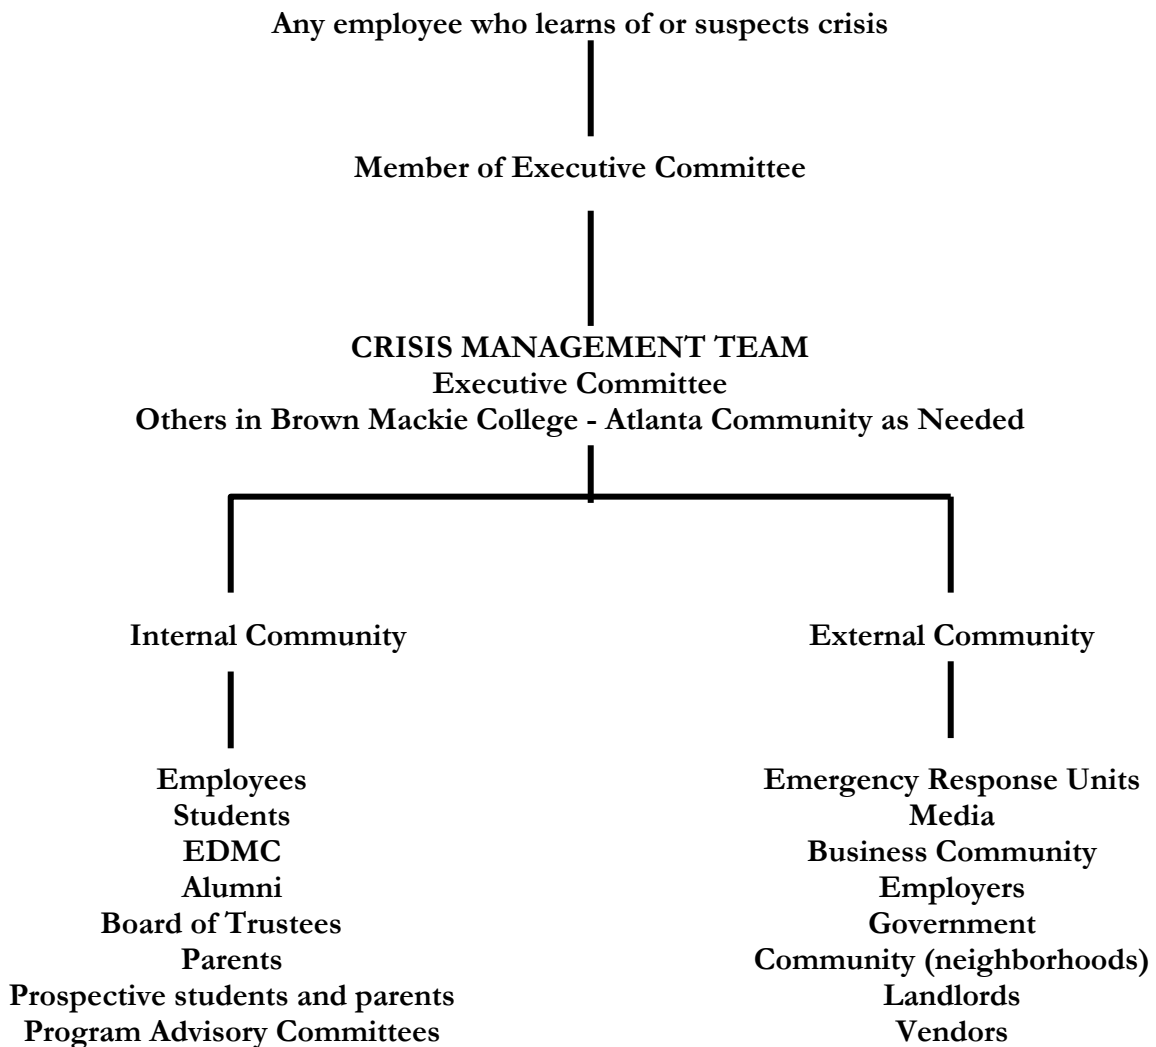 Any employee who learns of or suspects crisis
Member of Executive Committee
CRISIS MANAGEMENT TEAM
Executive Committee
Others in Brown Mackie College - Atlanta Community as Needed
Internal Community
Employees
Students
EDMC
Alumni
Board of Trustees
Parents
Prospective students and parents
Program Advisory Committees
External Community
Emergency Response Units
Media
Business Community
Employers
Government
Community (neighborhoods)
Landlords
Vendors